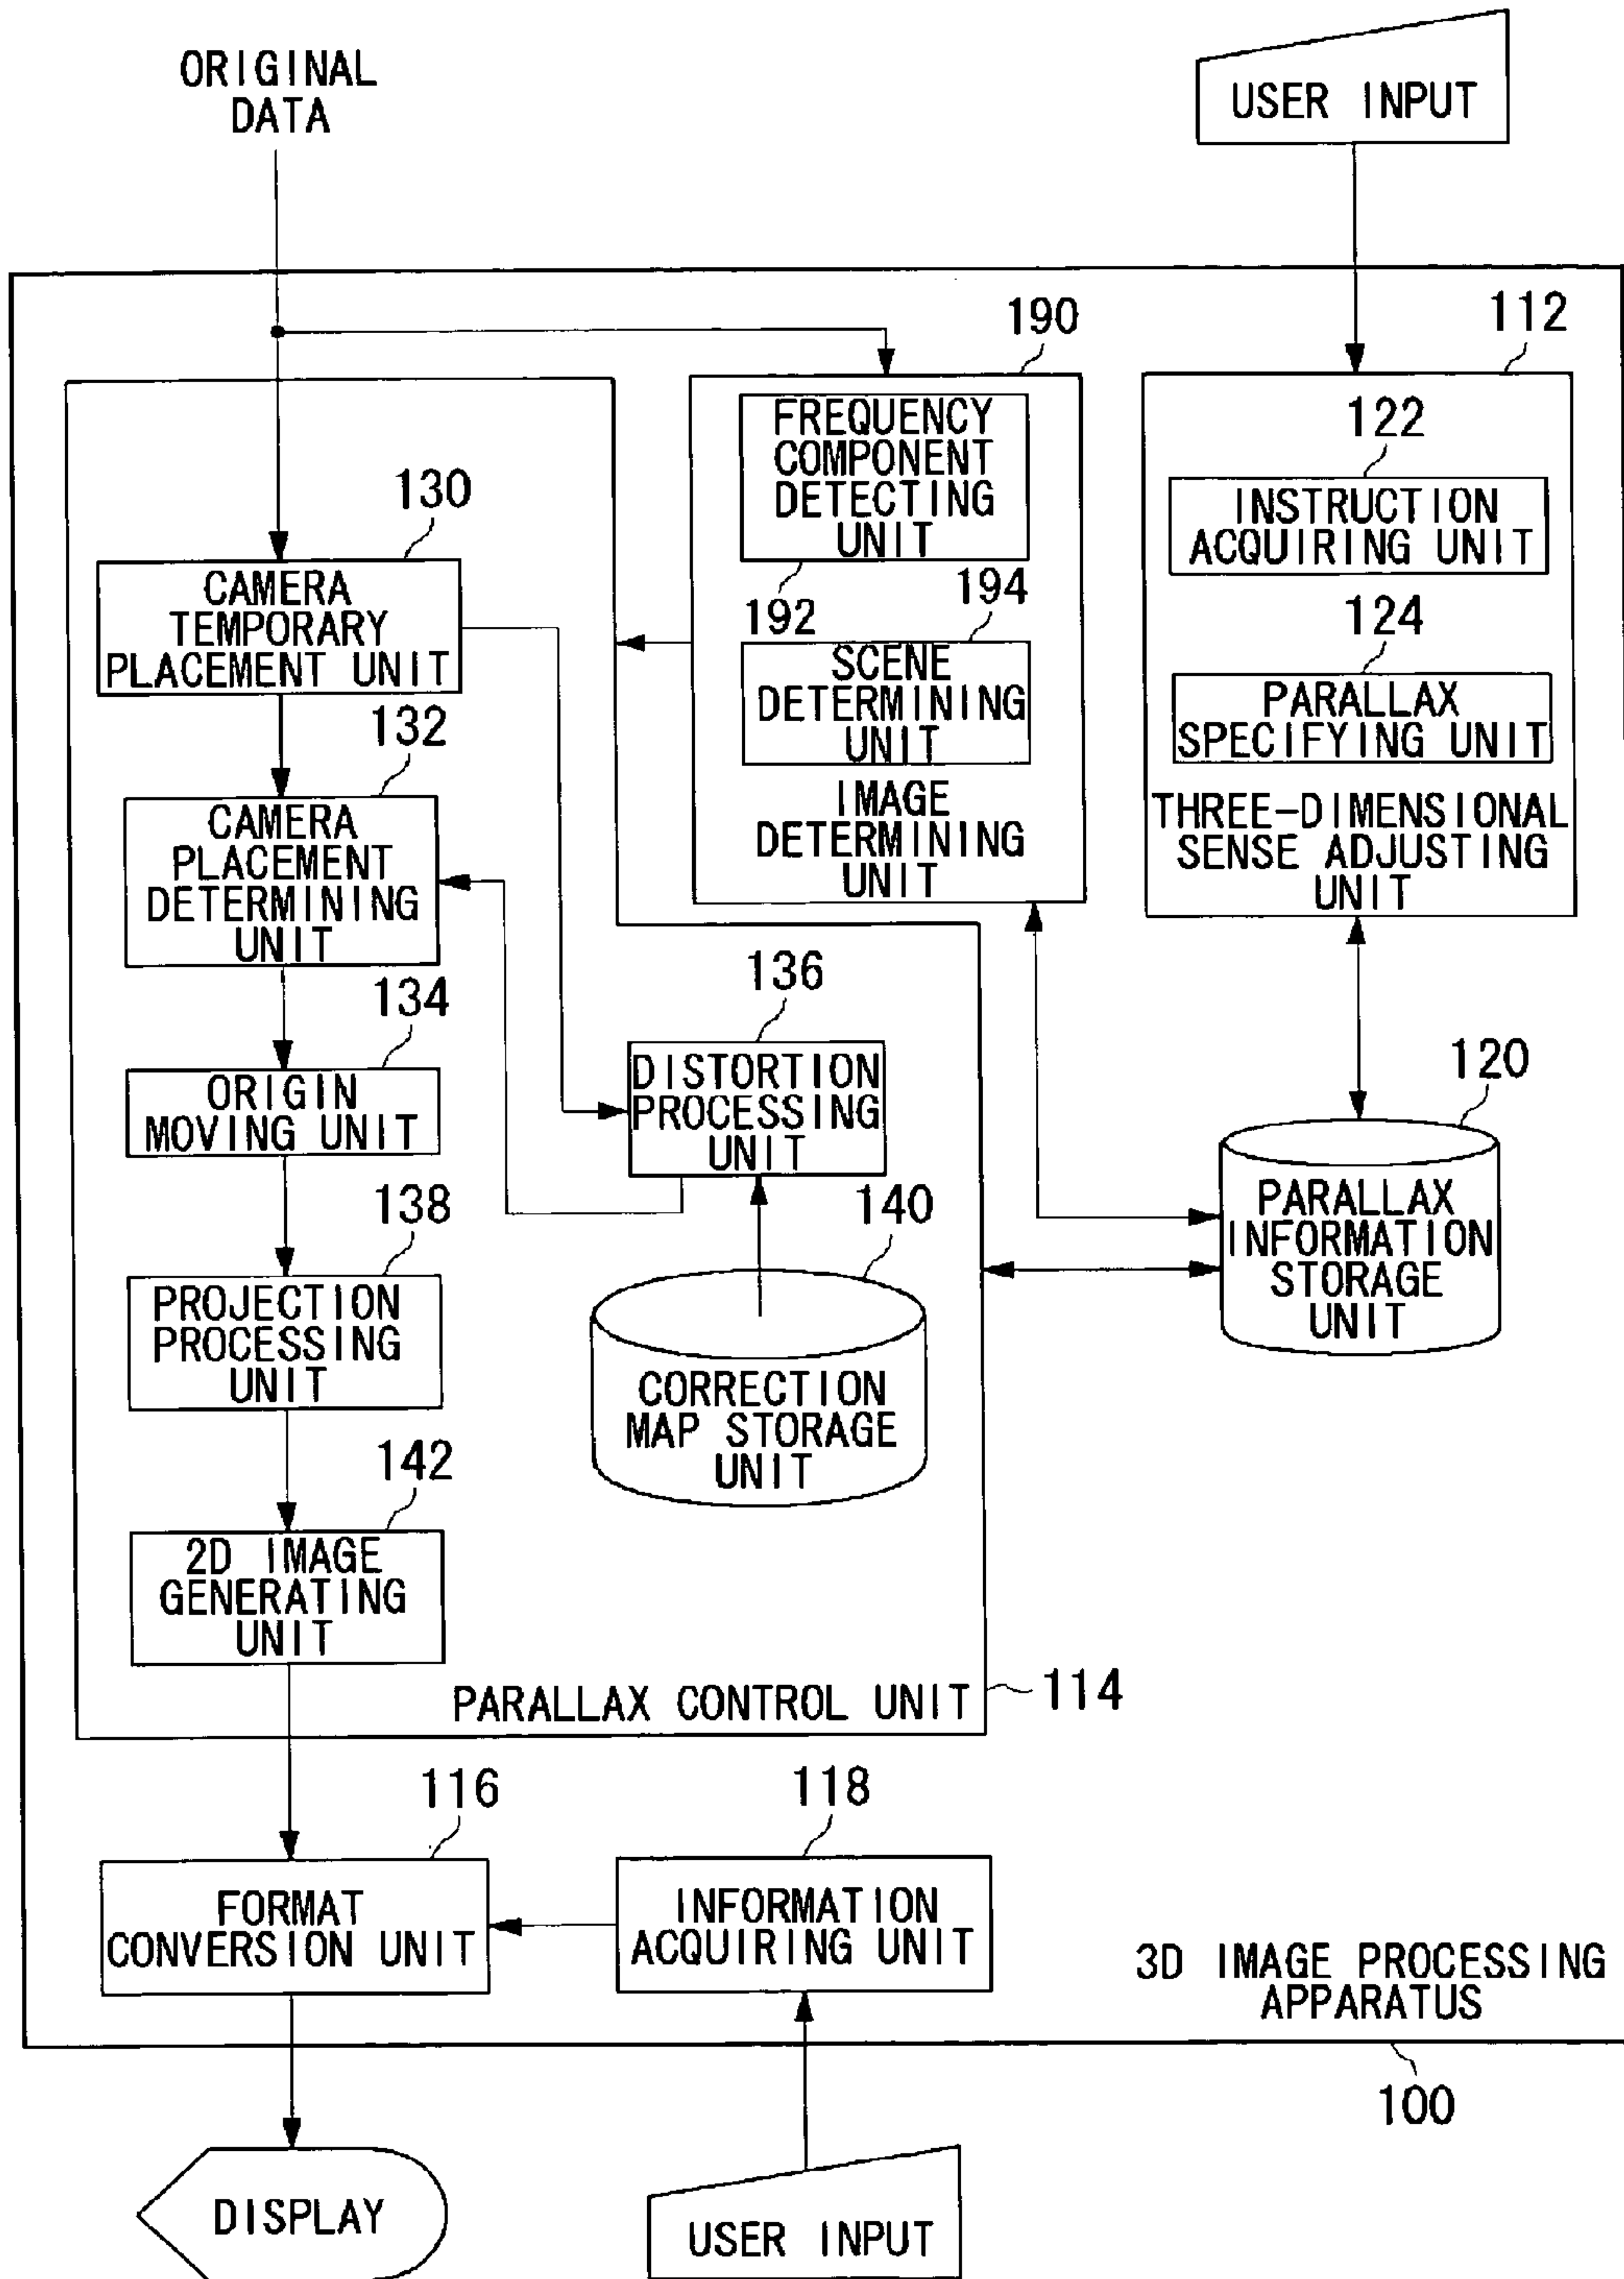 ORIGINAL
DATA
USER INPUT
190
112
FREQUENCY
COMPONENT
DETECTING
UNIT
192
194
SCENE
DETERMINING
UNIT
IMAGE
DETERMINING
UNIT
122
INSTRUCTION
ACQUIRING UNIT
124
PARALLAX
SPECIFYING UNIT
THREE-DIMENSIONAL
SENSE ADJUSTING
UNIT
130
CAMERA
TEMPORARY
PLACEMENT UNIT
132
CAMERA
PLACEMENT
DETERMINING
UNIT
134
ORIGIN
MOVING UNIT
136
DISTORTION
PROCESSING
UNIT
120
PARALLAX
INFORMATION
STORAGE
UNIT
138
PROJECTION
PROCESSING
UNIT
140
CORRECTION
MAP STORAGE
UNIT
142
2D IMAGE
GENERATING
UNIT
PARALLAX CONTROL UNIT
114
116
FORMAT
CONVERSION UNIT
118
INFORMATION
ACQUIRING UNIT
3D IMAGE PROCESSING
APPARATUS
100
DISPLAY
USER INPUT